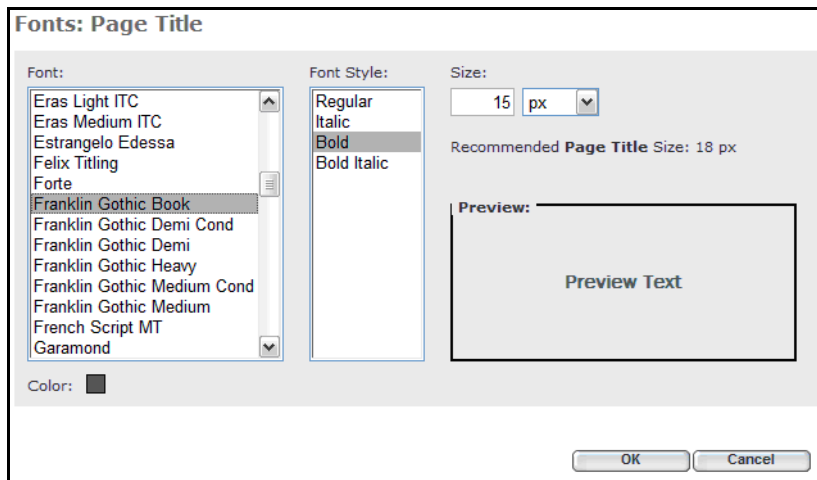 Fonts: Page Title
Font:
Eras Light ITC
Eras Medium ITC
Estrangelo Edessa
Felix Titling
Forte
Franklin Gothic Book
Franklin Gothic Demi Cond
Franklin Gothic Demi
Franklin Gothic Heavy
Franklin Gothic Medium Cond
Franklin Gothic Medium
French Script MT
Garamond
Font Style:
Regular
Italic
Bold
Bold Italic
Size:
15 px
Recommended Page Title Size: 18 px
Preview:
Preview Text
Color:
OK Cancel